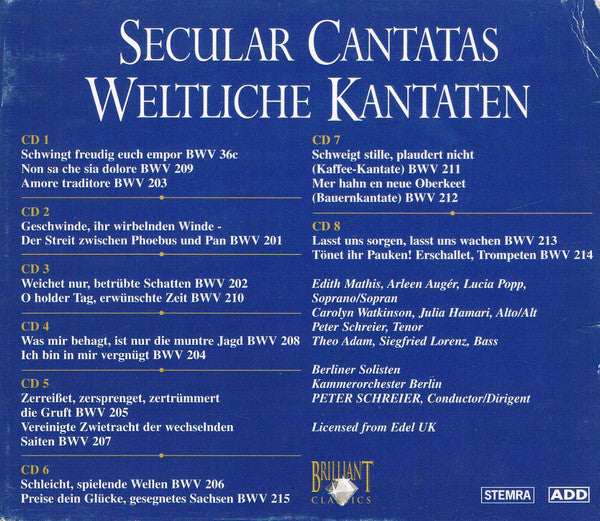 SECULAR CANTATAS
WELTLICHE KANTATEN
CD 1
Schwingt freudig euch empor BWV 36c
Non sa che sia dolore BWV 209
Amore traditore BWV 203
CD 2
Geschwinde, ihr wirbelnden Winde -
Der Streit zwischen Phoebus und Pan BWV 201
CD 3
Weichet nur, betrübte Schatten BWV 202
O holder Tag, erwünschte Zeit BWV 210
CD 4
Was mir behagt, ist nur die muntre Jagd BWV 208
Ich bin in mir vergnügt BWV 204
CD 5
Zerreißet, zersprenget, zertrümmert
die Gruft BWV 205
Vereinigte Zwietracht der wechselnden
Saiten BWV 207
CD 6
Schleicht, spielende Wellen BWV 206
Preise dein Glücke, gesegnetes Sachsen BWV 215
CD 7
Schweigt stille, plaudert nicht
(Kaffee-Kantate) BWV 211
Mer hahn en neue Oberkeet
(Bauernkantate) BWV 212
CD 8
Lasst uns sorgen, lasst uns wachen BWV 213
Tönet ihr Pauken! Erschallet, Trompeten BWV 214
Edith Mathis, Arleen Augér, Lucia Popp,
Soprano/Sopran
Carolyn Watkinson, Julia Hamari, Alto/Alt
Peter Schreier, Tenor
Theo Adam, Siegfried Lorenz, Bass
Berliner Solisten
Kammerorchester Berlin
PETER SCHREIER, Conductor/Dirigent
Licensed from Edel UK
BRILLIANT
CLASSICS
STEMRA
ADD